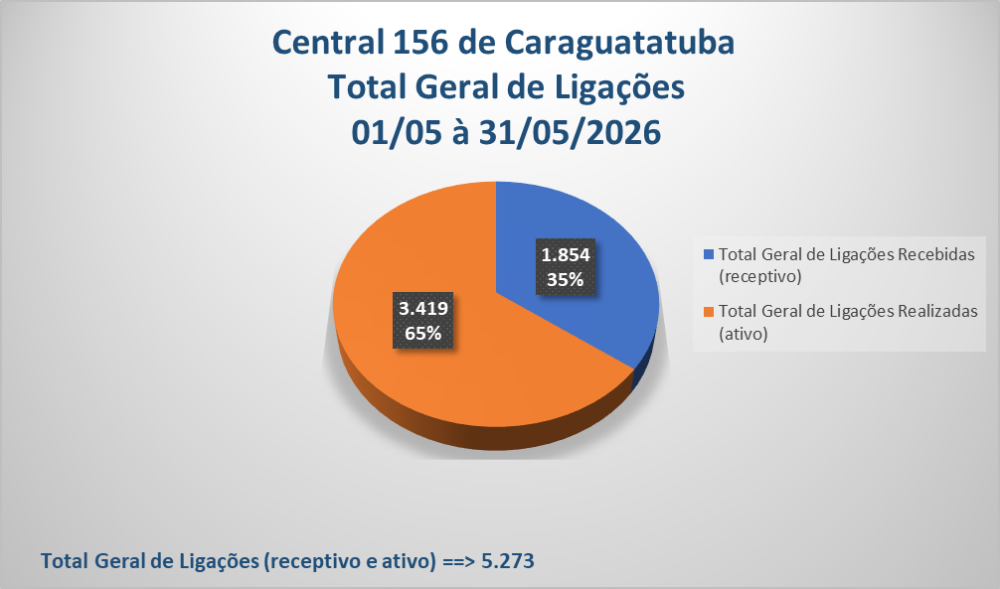 Central 156 de Caraguatatuba
Total Geral de Ligações
01/05 à 31/05/2026
1.854
35%
3.419
65%
Total Geral de Ligações Recebidas
(receptivo)
Total Geral de Ligações Realizadas
(ativo)
Total Geral de Ligações (receptivo e ativo) ==> 5.273